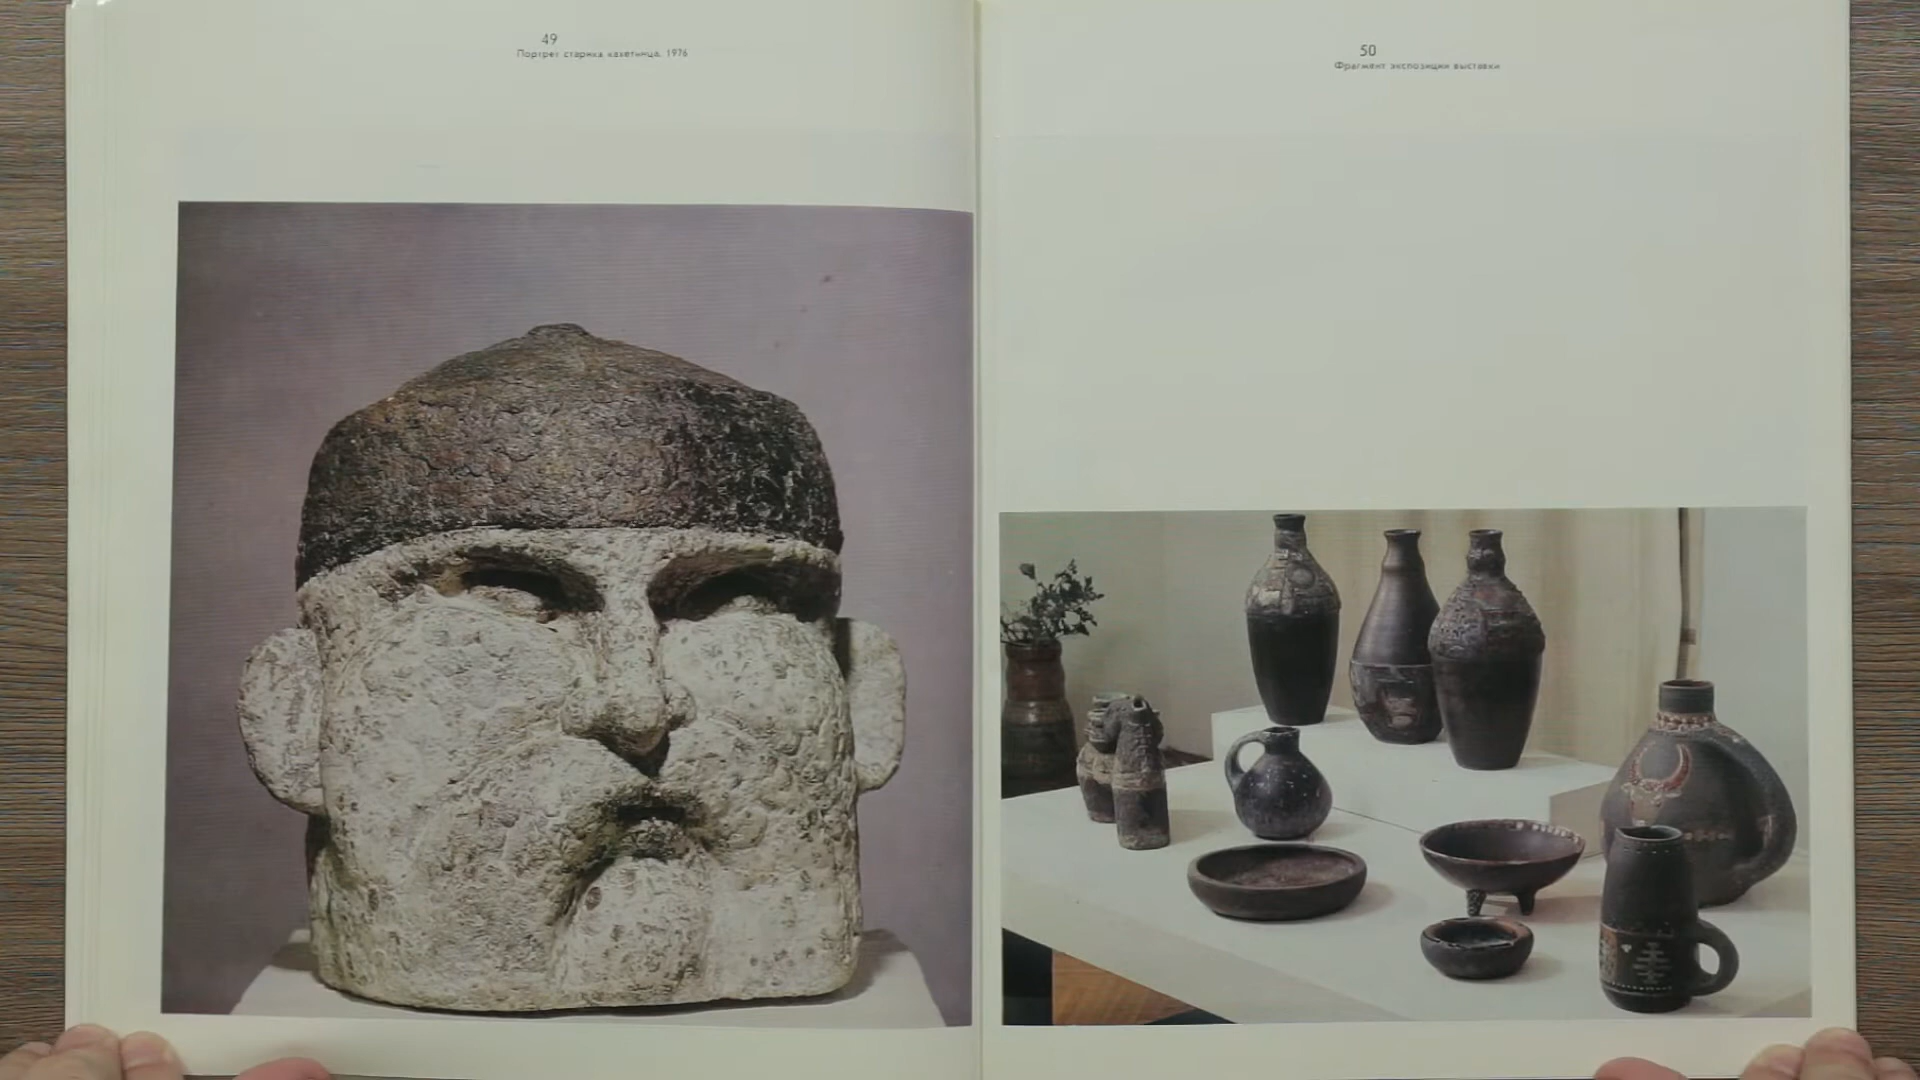 49
Портрет старика кахетинца. 1976
50
Фрагмент экспозиции выставки